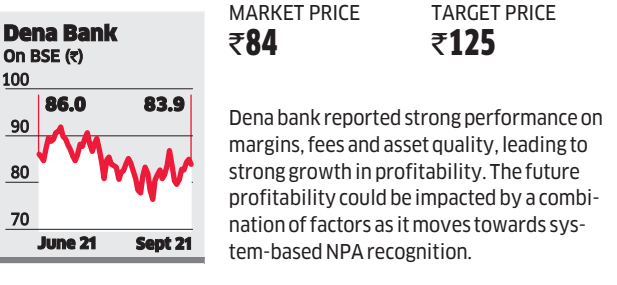 Dena Bank
On BSE (₹)
100
90
80
70
86.0 83.9
June 21 Sept 21
MARKET PRICE TARGET PRICE
₹84 ₹125
Dena bank reported strong performance on
margins, fees and asset quality, leading to
strong growth in profitability. The future
profitability could be impacted by a combi-
nation of factors as it moves towards sys-
tem-based NPA recognition.